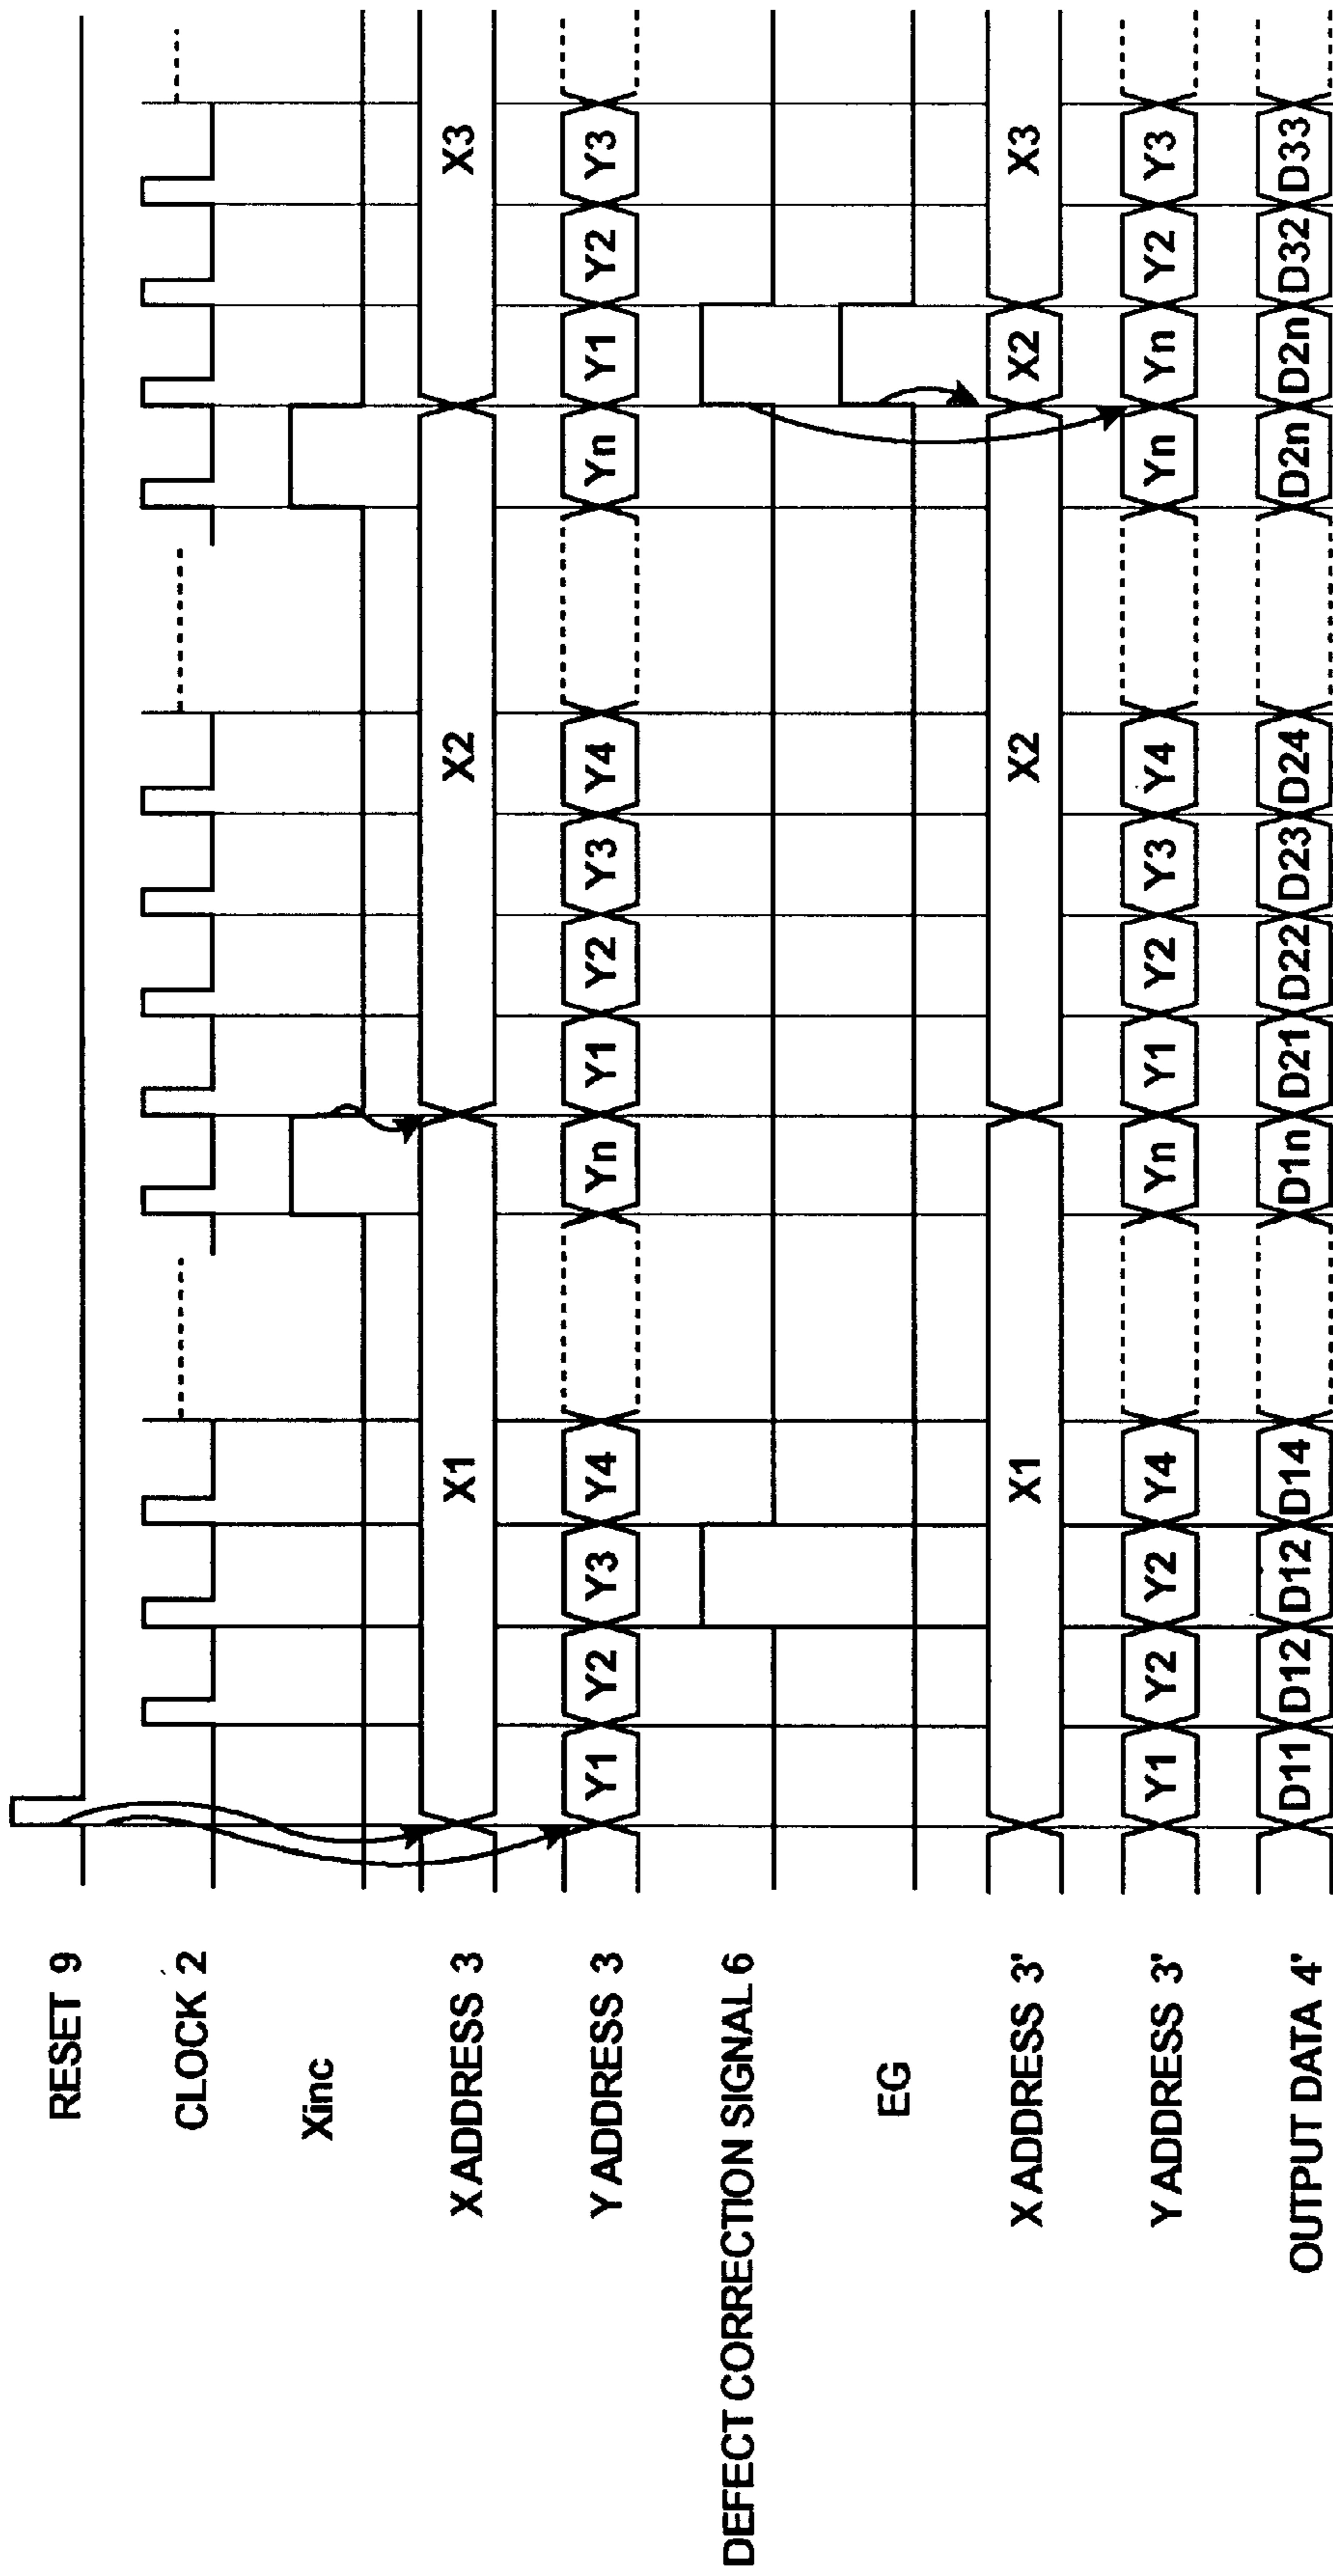 RESET 9
CLOCK 2
Xinc
X ADDRESS 3 X1 X2 X3
Y ADDRESS 3 Y1 Y2 Y3 Y4 Yn Y1 Y2 Y3 Y4 Yn Y1 Y2 Y3
DEFECT CORRECTION SIGNAL 6
EG
X ADDRESS 3' X1 X2 X2 X3
Y ADDRESS 3' Y1 Y2 Y2 Y4 Yn Y1 Y2 Y3 Y4 Yn Yn Y2 Y3
OUTPUT DATA 4' D11 D12 D12 D14 D1n D21 D22 D23 D24 D2n D2n D32 D33